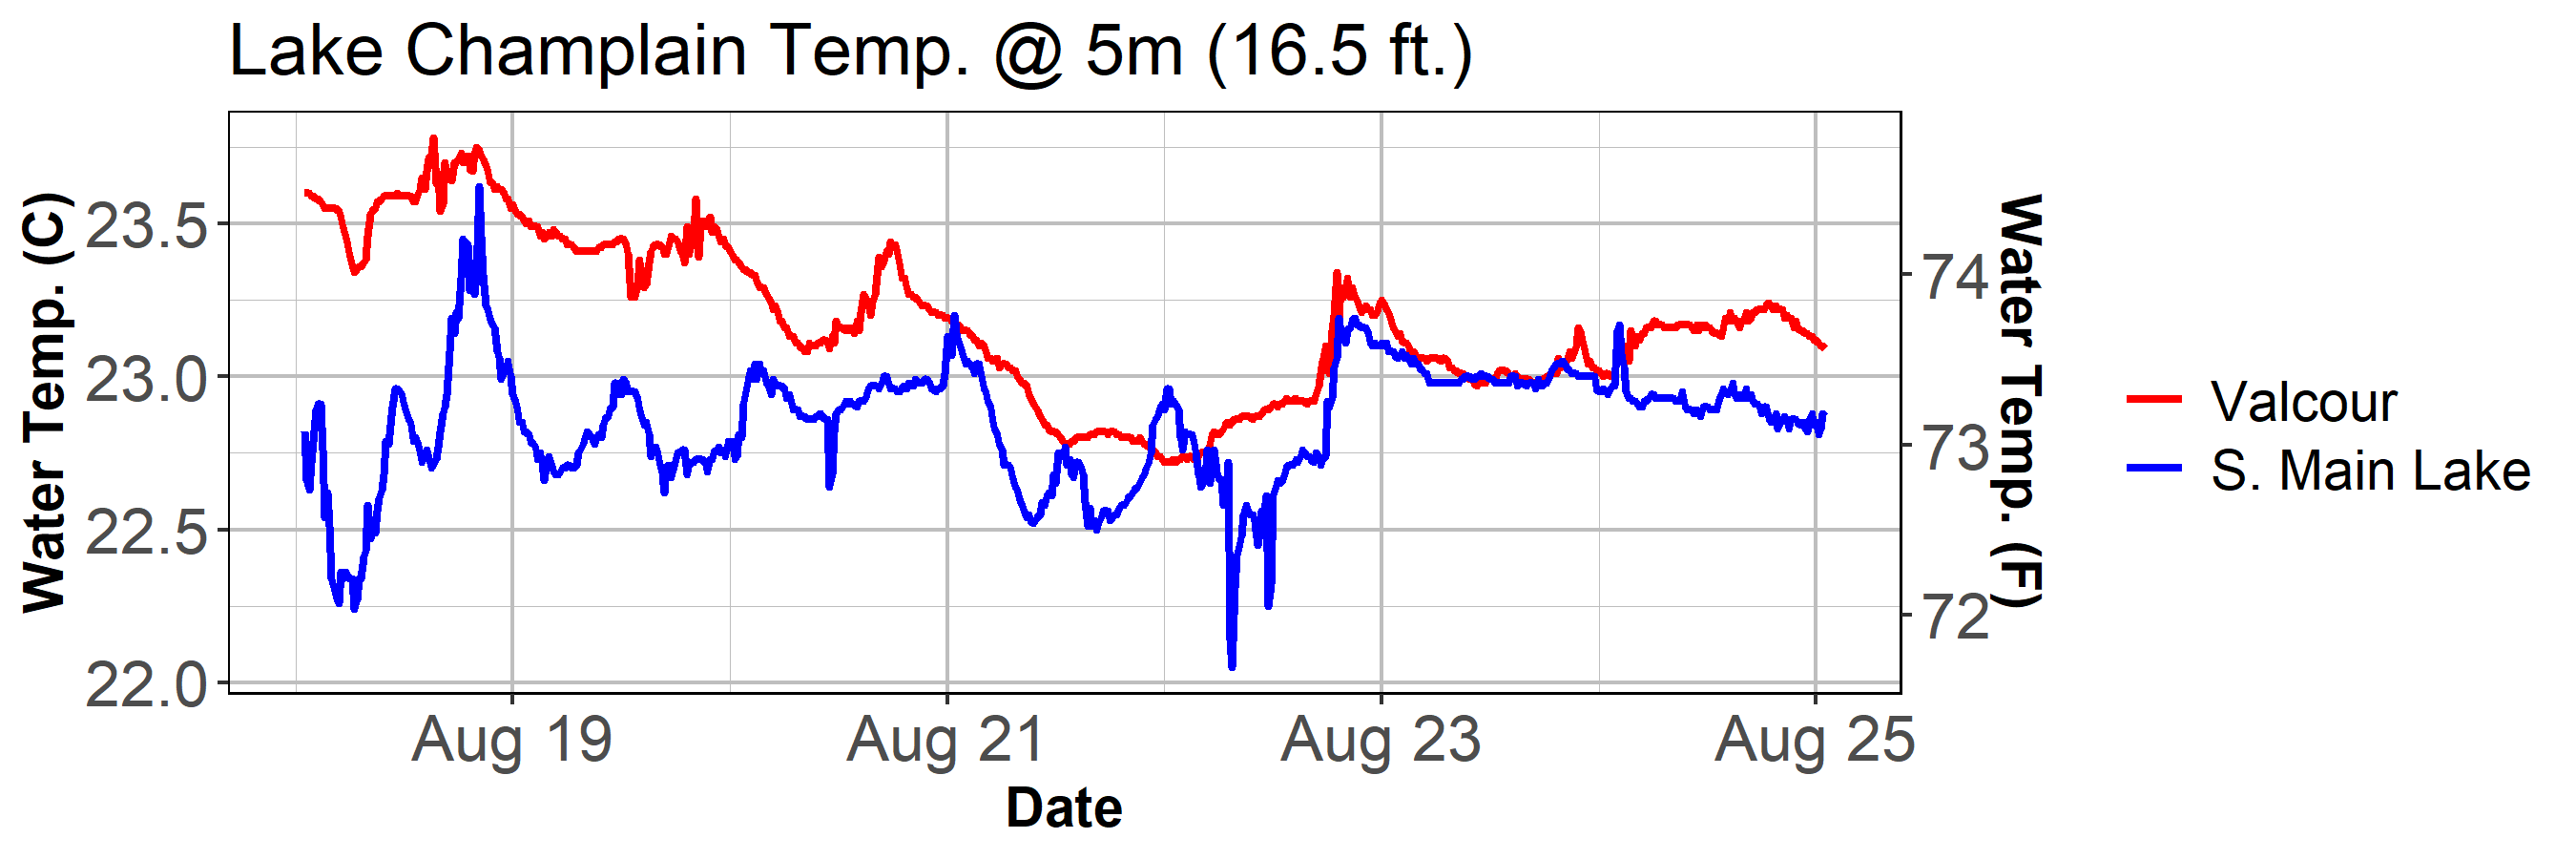 Lake Champlain Temp. @ 5m (16.5 ft.)
Water Temp. (C)
23.5
23.0
22.5
22.0
74
73
72
Water Temp. (F)
Aug 19
Aug 21
Aug 23
Aug 25
Date
Valcour
S. Main Lake